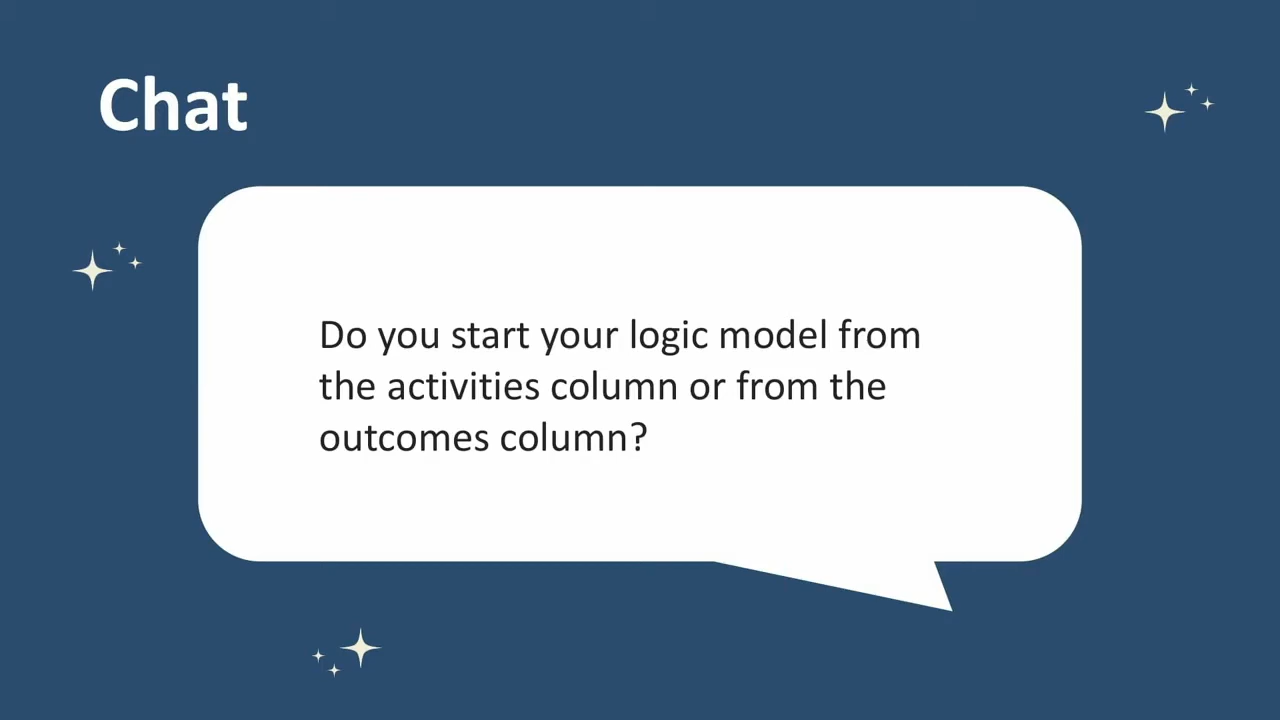 Chat
Do you start your logic model from
the activities column or from the
outcomes column?